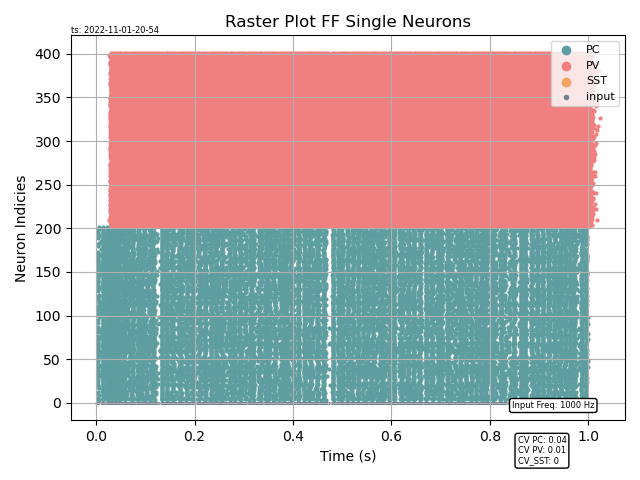 Raster Plot FF Single Neurons
ts: 2022-11-01-20-54
PC
PV
SST
input
400
350
300
250
200
150
100
50
0
Neuron Indicies
Input Freq: 1000 Hz
0.0 0.2 0.4 0.6 0.8 1.0
Time (s)
CV PC: 0.04
CV PV: 0.01
CV_SST: 0